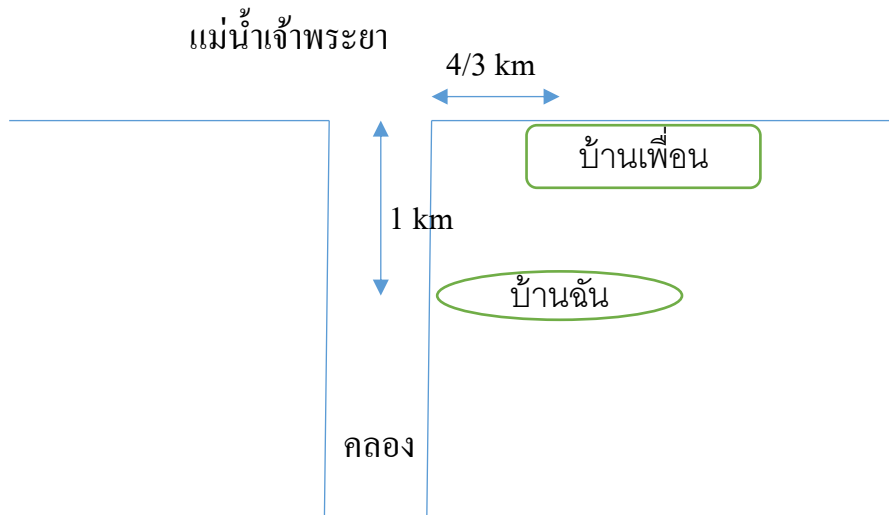 แม่น้ำเจ้าพระยา
4/3 km
บ้านเพื่อน
1 km
บ้านฉัน
คลอง